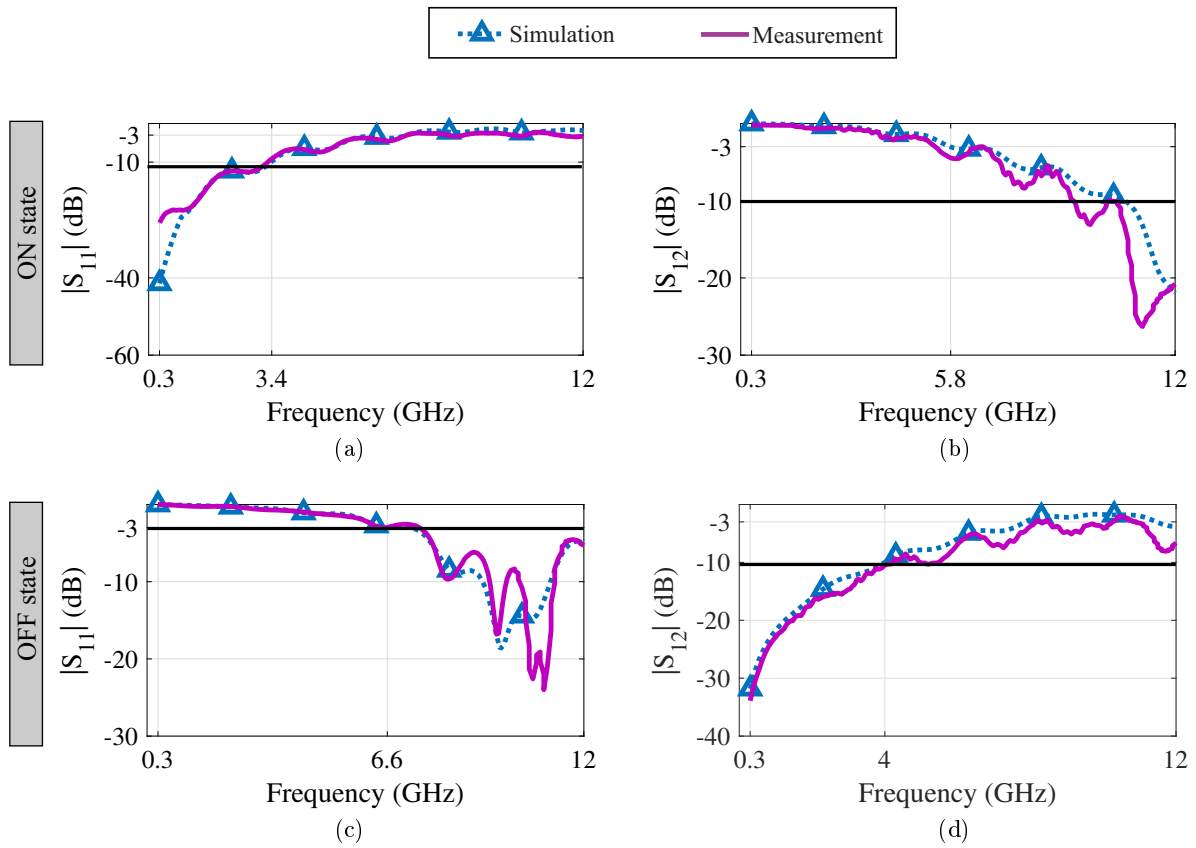 Simulation
Measurement
ON state
|S11| (dB)
-3
-10
-40
-60
0.3
3.4
12
Frequency (GHz)
(a)
|S12| (dB)
-3
-10
-20
-30
0.3
5.8
12
Frequency (GHz)
(b)
OFF state
|S11| (dB)
-3
-10
-20
-30
0.3
6.6
12
Frequency (GHz)
(c)
|S12| (dB)
-3
-10
-20
-30
-40
0.3
4
12
Frequency (GHz)
(d)